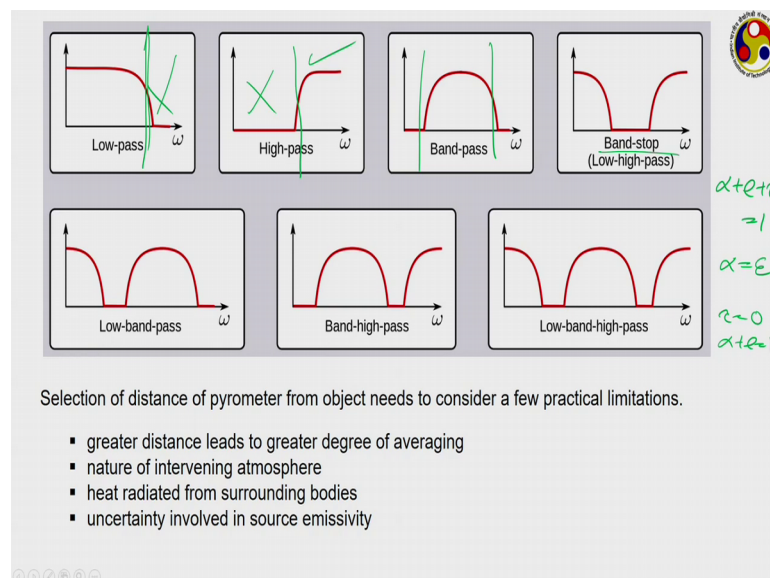 Low-pass
ω
High-pass
ω
Band-pass
ω
Band-stop
(Low-high-pass)
ω
Low-band-pass
ω
Band-high-pass
ω
Low-band-high-pass
ω
=1
α=ε
τ=0
Selection of distance of pyrometer from object needs to consider a few practical limitations.
▪ greater distance leads to greater degree of averaging
▪ nature of intervening atmosphere
▪ heat radiated from surrounding bodies
▪ uncertainty involved in source emissivity